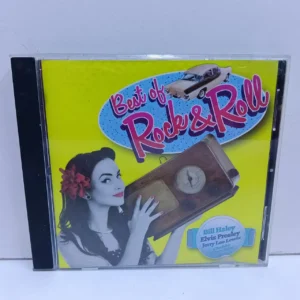 Best of
Rock & Roll
Bill Haley
Elvis Presley
Jerry Lee Lewis